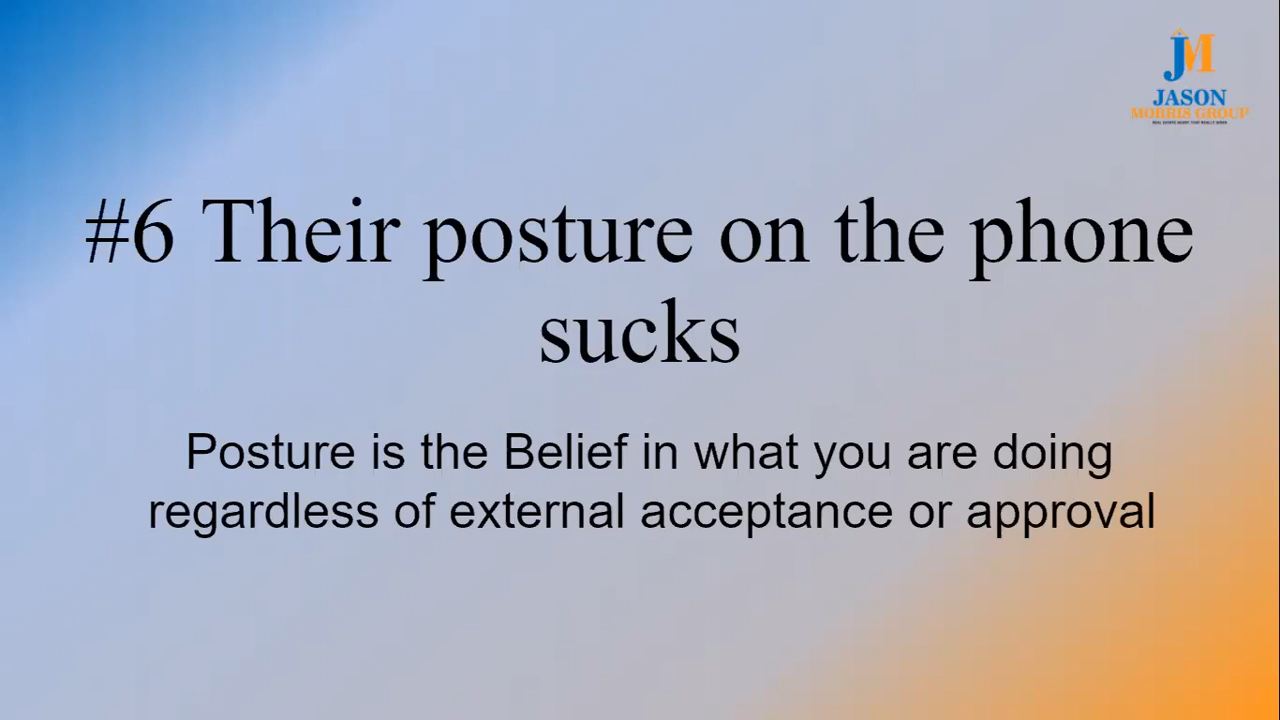 JM
JASON
MORRIS GROUP
#6 Their posture on the phone
sucks
Posture is the Belief in what you are doing
regardless of external acceptance or approval